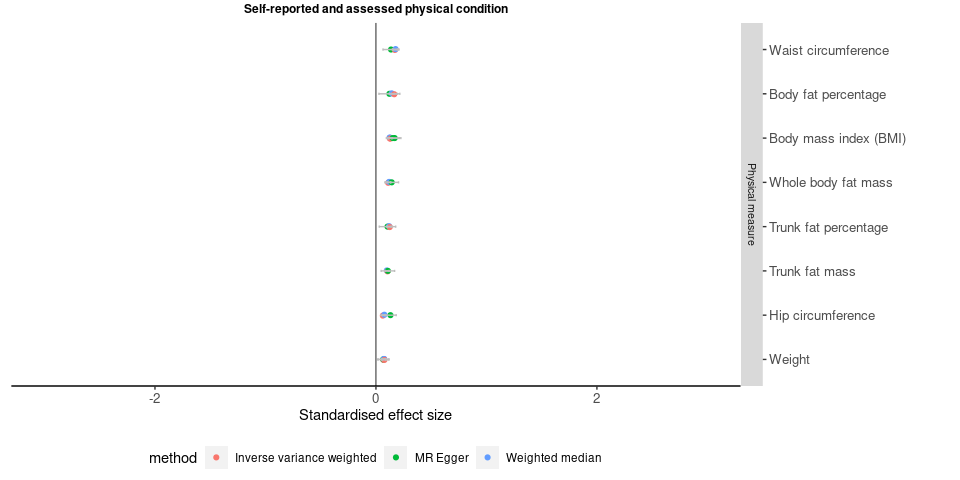 Self-reported and assessed physical condition
Waist circumference
Body fat percentage
Body mass index (BMI)
Whole body fat mass
Trunk fat percentage
Trunk fat mass
Hip circumference
Weight
Physical measure
-2 0 2
Standardised effect size
method Inverse variance weighted MR Egger Weighted median